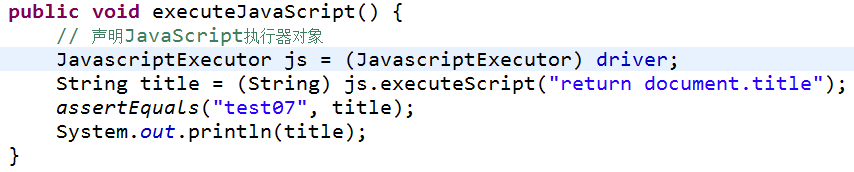 public void executeJavaScript() {
    // 声明JavaScript执行器对象
    JavascriptExecutor js = (JavascriptExecutor) driver;
    String title = (String) js.executeScript("return document.title");
    assertEquals("test07", title);
    System.out.println(title);
}